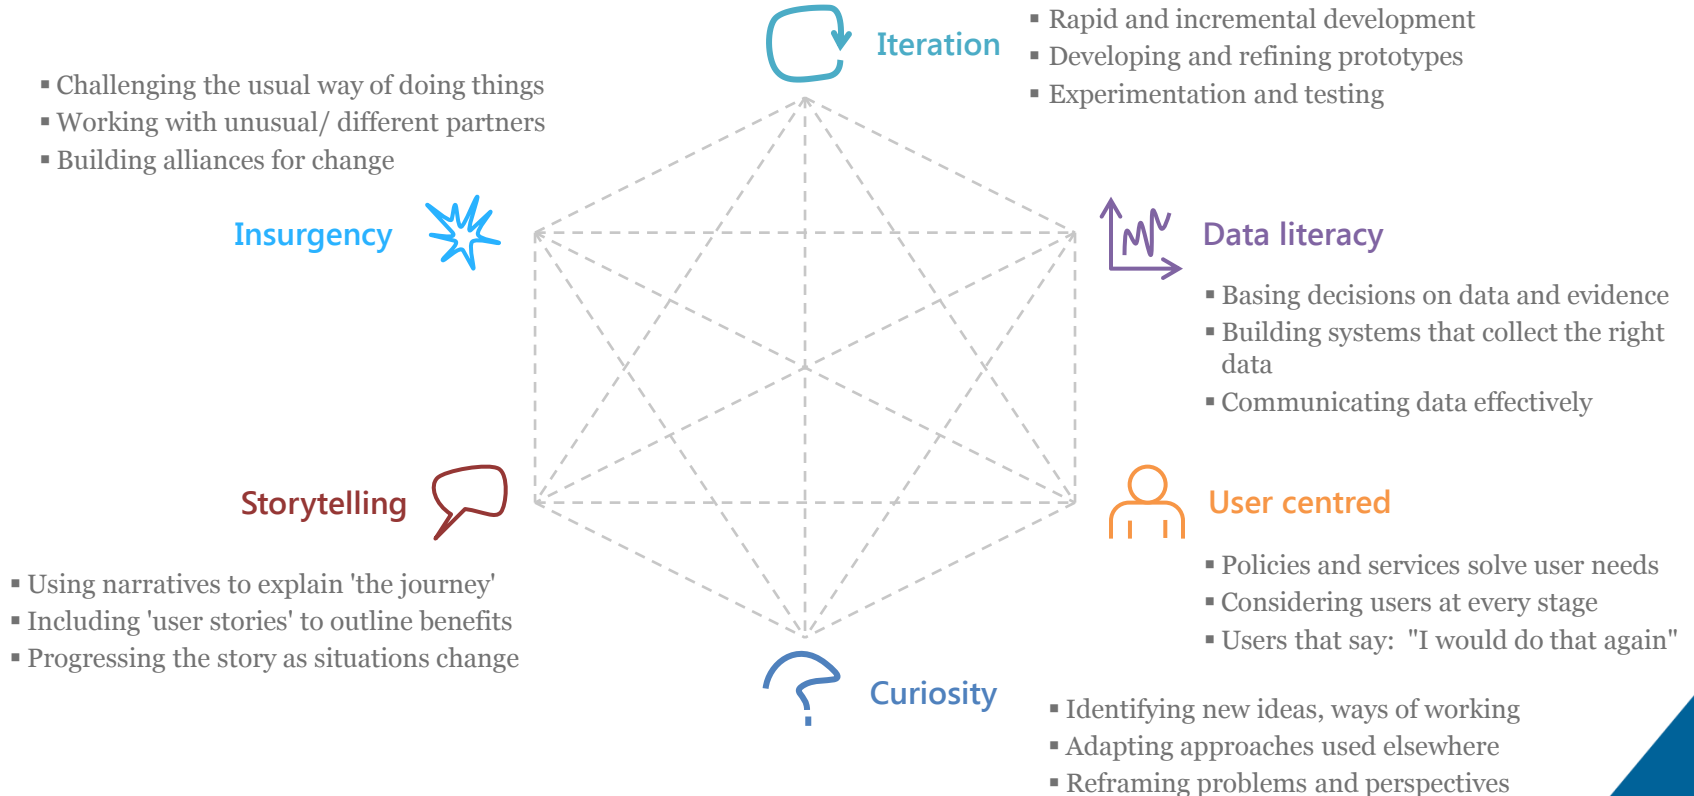 Iteration
▪ Rapid and incremental development
▪ Developing and refining prototypes
▪ Experimentation and testing
▪ Challenging the usual way of doing things
▪ Working with unusual/ different partners
▪ Building alliances for change
Insurgency
Data literacy
▪ Basing decisions on data and evidence
▪ Building systems that collect the right
data
▪ Communicating data effectively
Storytelling
▪ Using narratives to explain 'the journey'
▪ Including 'user stories' to outline benefits
▪ Progressing the story as situations change
User centred
▪ Policies and services solve user needs
▪ Considering users at every stage
▪ Users that say:  "I would do that again"
Curiosity
▪ Identifying new ideas, ways of working
▪ Adapting approaches used elsewhere
▪ Reframing problems and perspectives